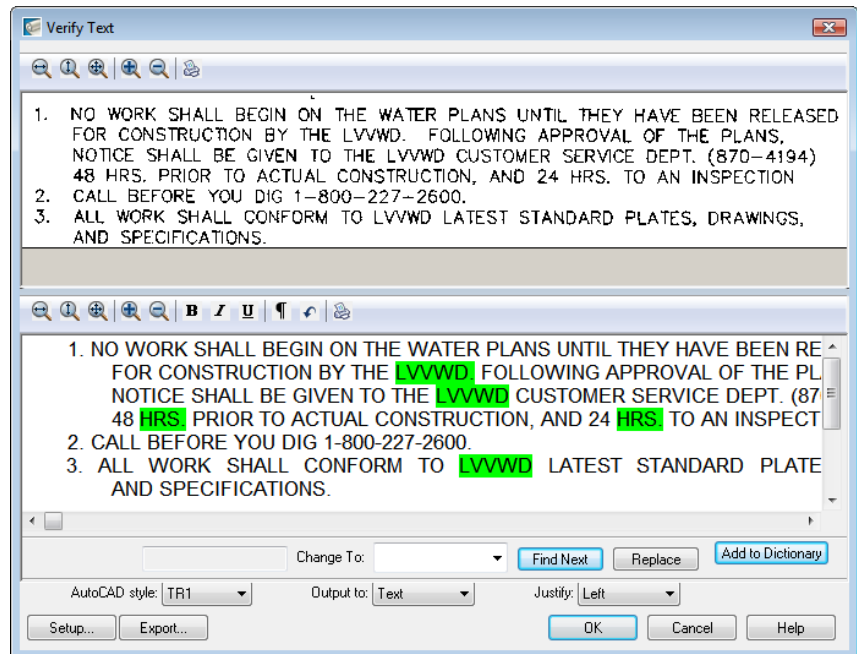 Verify Text
1. NO WORK SHALL BEGIN ON THE WATER PLANS UNTIL THEY HAVE BEEN RELEASED
FOR CONSTRUCTION BY THE LVVWD. FOLLOWING APPROVAL OF THE PLANS,
NOTICE SHALL BE GIVEN TO THE LVVWD CUSTOMER SERVICE DEPT. (870-4194)
48 HRS. PRIOR TO ACTUAL CONSTRUCTION, AND 24 HRS. TO AN INSPECTION
2. CALL BEFORE YOU DIG 1-800-227-2600.
3. ALL WORK SHALL CONFORM TO LVVWD LATEST STANDARD PLATES, DRAWINGS,
AND SPECIFICATIONS.
B I U ¶
1. NO WORK SHALL BEGIN ON THE WATER PLANS UNTIL THEY HAVE BEEN RE
FOR CONSTRUCTION BY THE LVVWD. FOLLOWING APPROVAL OF THE PL
NOTICE SHALL BE GIVEN TO THE LVVWD CUSTOMER SERVICE DEPT. (87
48 HRS. PRIOR TO ACTUAL CONSTRUCTION, AND 24 HRS. TO AN INSPECT
2. CALL BEFORE YOU DIG 1-800-227-2600.
3. ALL WORK SHALL CONFORM TO LVVWD LATEST STANDARD PLATE
AND SPECIFICATIONS.
Change To: Find Next Replace Add to Dictionary
AutoCAD style: TR1 Output to: Text Justify: Left
Setup... Export... OK Cancel Help